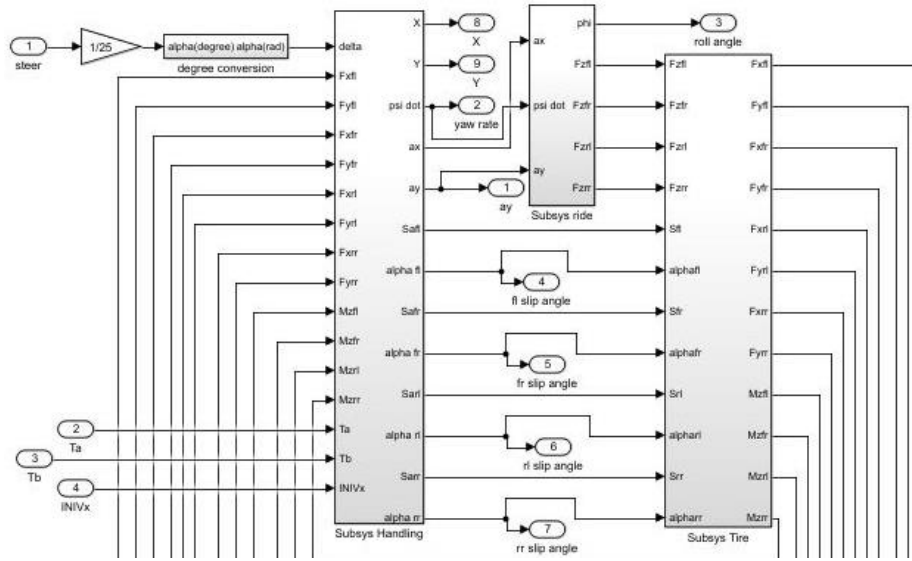 1
steer
1/25
alpha(degree) alpha(rad)
degree conversion
delta
Fxfl
Fyfl
Fxfr
Fyfr
Fxrl
Fyrl
Fxrr
Fyrr
Mzfl
Mzfr
Mzrl
Mzrr
Ta
Tb
INIVx
2
Ta
3
Tb
4
INIVx
X
Y
psi dot
ax
ay
Safl
alpha fl
Safr
alpha fr
Sarl
alpha rl
Sarr
alpha rr
Subsys Handling
8
X
9
Y
2
yaw rate
1
ay
ax
psi dot
ay
phi
Fzfl
Fzfr
Fzrl
Fzrr
Subsys ride
3
roll angle
4
fl slip angle
5
fr slip angle
6
rl slip angle
7
rr slip angle
Fzfl
Fzfr
Fzrl
Fzrr
Sfl
alphafl
Sfr
alphafr
Srl
alpharl
Srr
alpharr
Fxfl
Fyfl
Fxfr
Fyfr
Fxrl
Fyrl
Fxrr
Fyrr
Mzfl
Mzfr
Mzrl
Mzrr
Subsys Tire